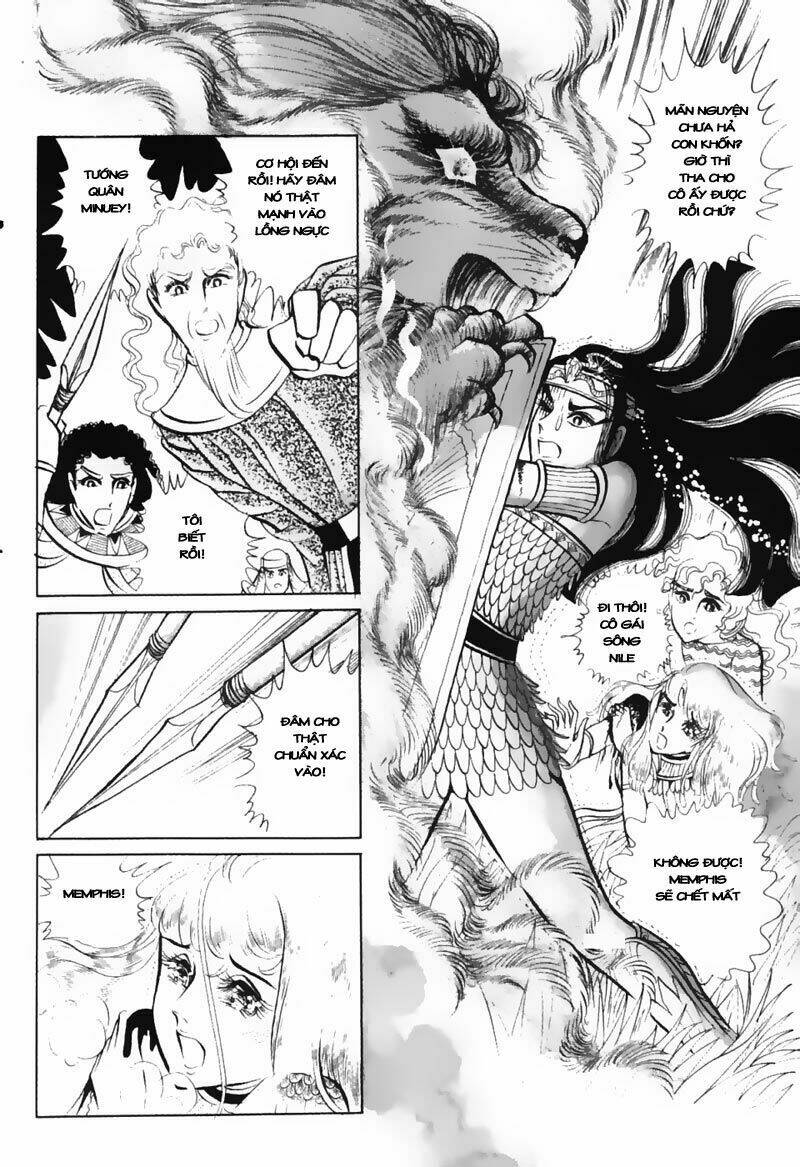 MÃN NGUYỆN
CHƯA HẢ
CON KHỐN?
GIỜ THÌ
THA CHO
CÔ ẤY ĐƯỢC
RỒI CHỨ?
CƠ HỘI ĐẾN
RỒI! HÃY ĐÂM
NÓ THẬT
MẠNH VÀO
LỒNG NGỰC
TƯỚNG
QUÂN
MINUEY!
TÔI
BIẾT
RỒI!
ĐI THÔI!
CÔ GÁI
SÔNG
NILE
ĐÂM CHO
THẬT
CHUẨN XÁC
VÀO!
KHÔNG ĐƯỢC!
MEMPHIS
SẼ CHẾT MẤT
MEMPHIS!